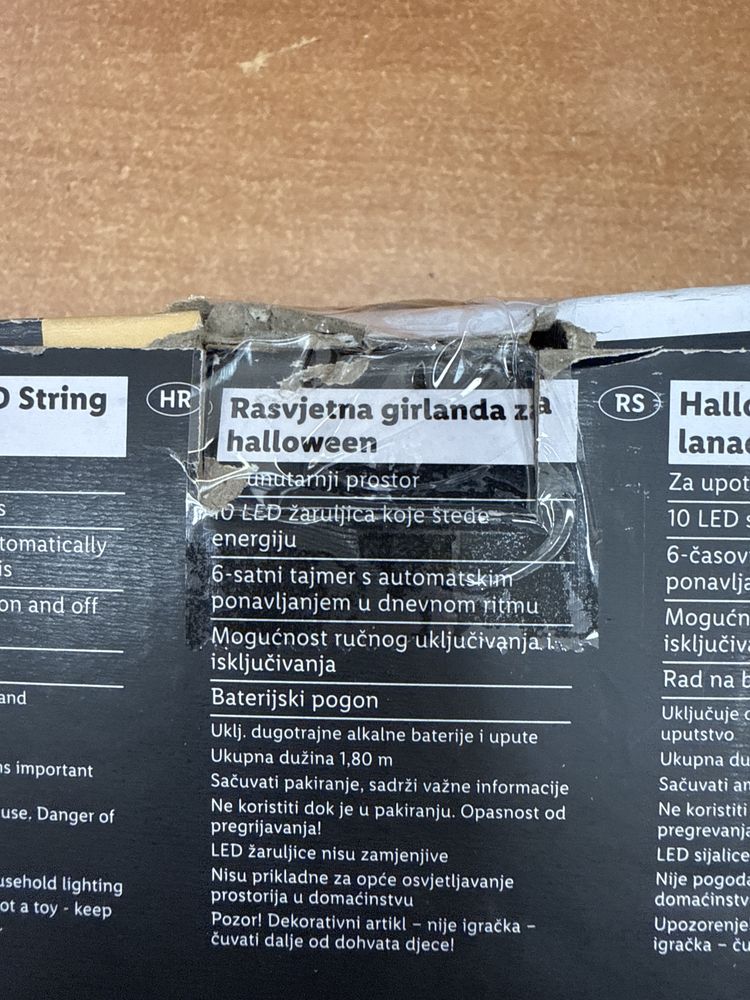 D String
s
tomatically
is
on and off
and
ns important
use. Danger of
usehold lighting
ot a toy - keep
HR
Rasvjetna girlanda za
halloween
unutarnji prostor
10 LED žaruljica koje štede
energiju
6-satni tajmer s automatskim
ponavljanjem u dnevnom ritmu
Mogućnost ručnog uključivanja i
isključivanja
Baterijski pogon
Uklj. dugotrajne alkalne baterije i upute
Ukupna dužina 1,80 m
Sačuvati pakiranje, sadrži važne informacije
Ne koristiti dok je u pakiranju. Opasnost od
pregrijavanja!
LED žaruljice nisu zamjenjive
Nisu prikladne za opće osvjetljavanje
prostorija u domaćinstvu
Pozor! Dekorativni artikl – nije igračka –
čuvati dalje od dohvata djece!
RS
Hallo
lanac
Za upot
10 LED s
6-časov
ponavlja
Mogućn
isključiva
Rad na b
Uključuje d
uputstvo
Ukupna du
Sačuvati am
Ne koristiti
pregrevanja
LED sijalice
Nije pogoda
domaćinstv
Upozorenje
igračka – ču